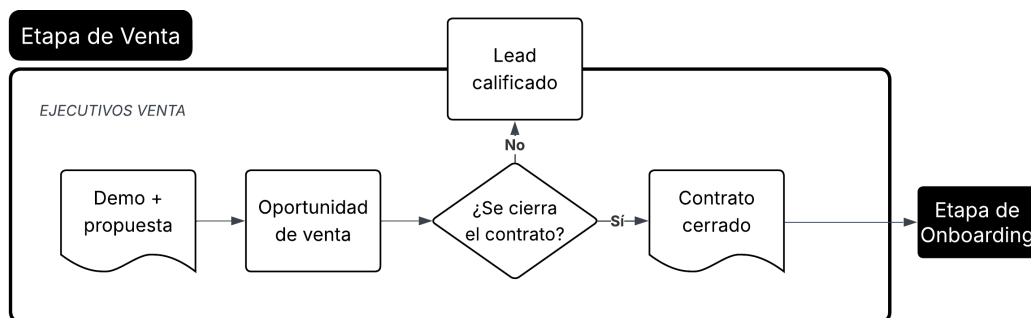 Etapa de Venta
Lead
calificado
EJECUTIVOS VENTA
No
Demo +
propuesta
Oportunidad
de venta
¿Se cierra
el contrato?
Sí
Contrato
cerrado
Etapa de
Onboarding